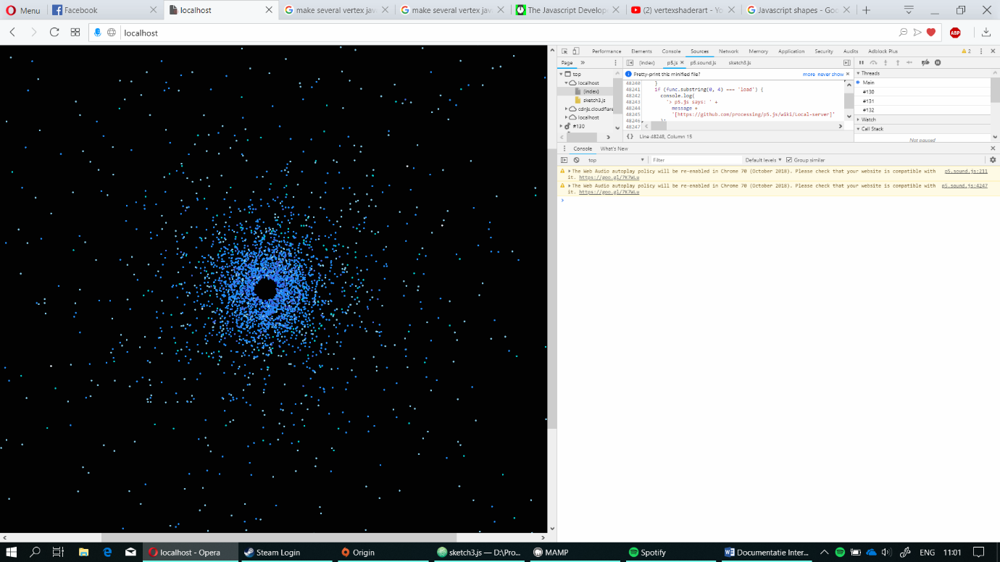 Menu
Facebook
localhost
make several vertex jav
make several vertex jav
The Javascript Develop
(2) vertexshaderart - Yo
Javascript shapes - Goo
localhost
ABP
Performance Elements Console Sources Network Memory Application Security Audits Adblock Plus
2
Page
(index) p5.js p5.sound.js sketch3.js
top
localhost
(index)
sketch3.js
cdnjs.cloudflare
localhost
#130
Pretty-print this minified file?
more never show
48240 }
48241 if (func.substring(0, 4) === 'load') {
48242 console.log(
48243 '> p5.js says: ' +
48244 message +
48245 '[https://github.com/processing/p5.js/wiki/Local-server]'
48246 );
48247
{} Line 48248, Column 15
Threads
Main
#130
#131
#132
Watch
Call Stack
Not paused
Console What's New
top
Filter
Default levels
Group similar
The Web Audio autoplay policy will be re-enabled in Chrome 70 (October 2018). Please check that your website is compatible with p5.sound.js:211
it. https://goo.gl/7K7WLu
The Web Audio autoplay policy will be re-enabled in Chrome 70 (October 2018). Please check that your website is compatible with p5.sound.js:4247
it. https://goo.gl/7K7WLu
localhost - Opera
Steam Login
Origin
sketch3.js — D:\Pro...
MAMP
Spotify
Documentatie Inter...
ENG
11:01